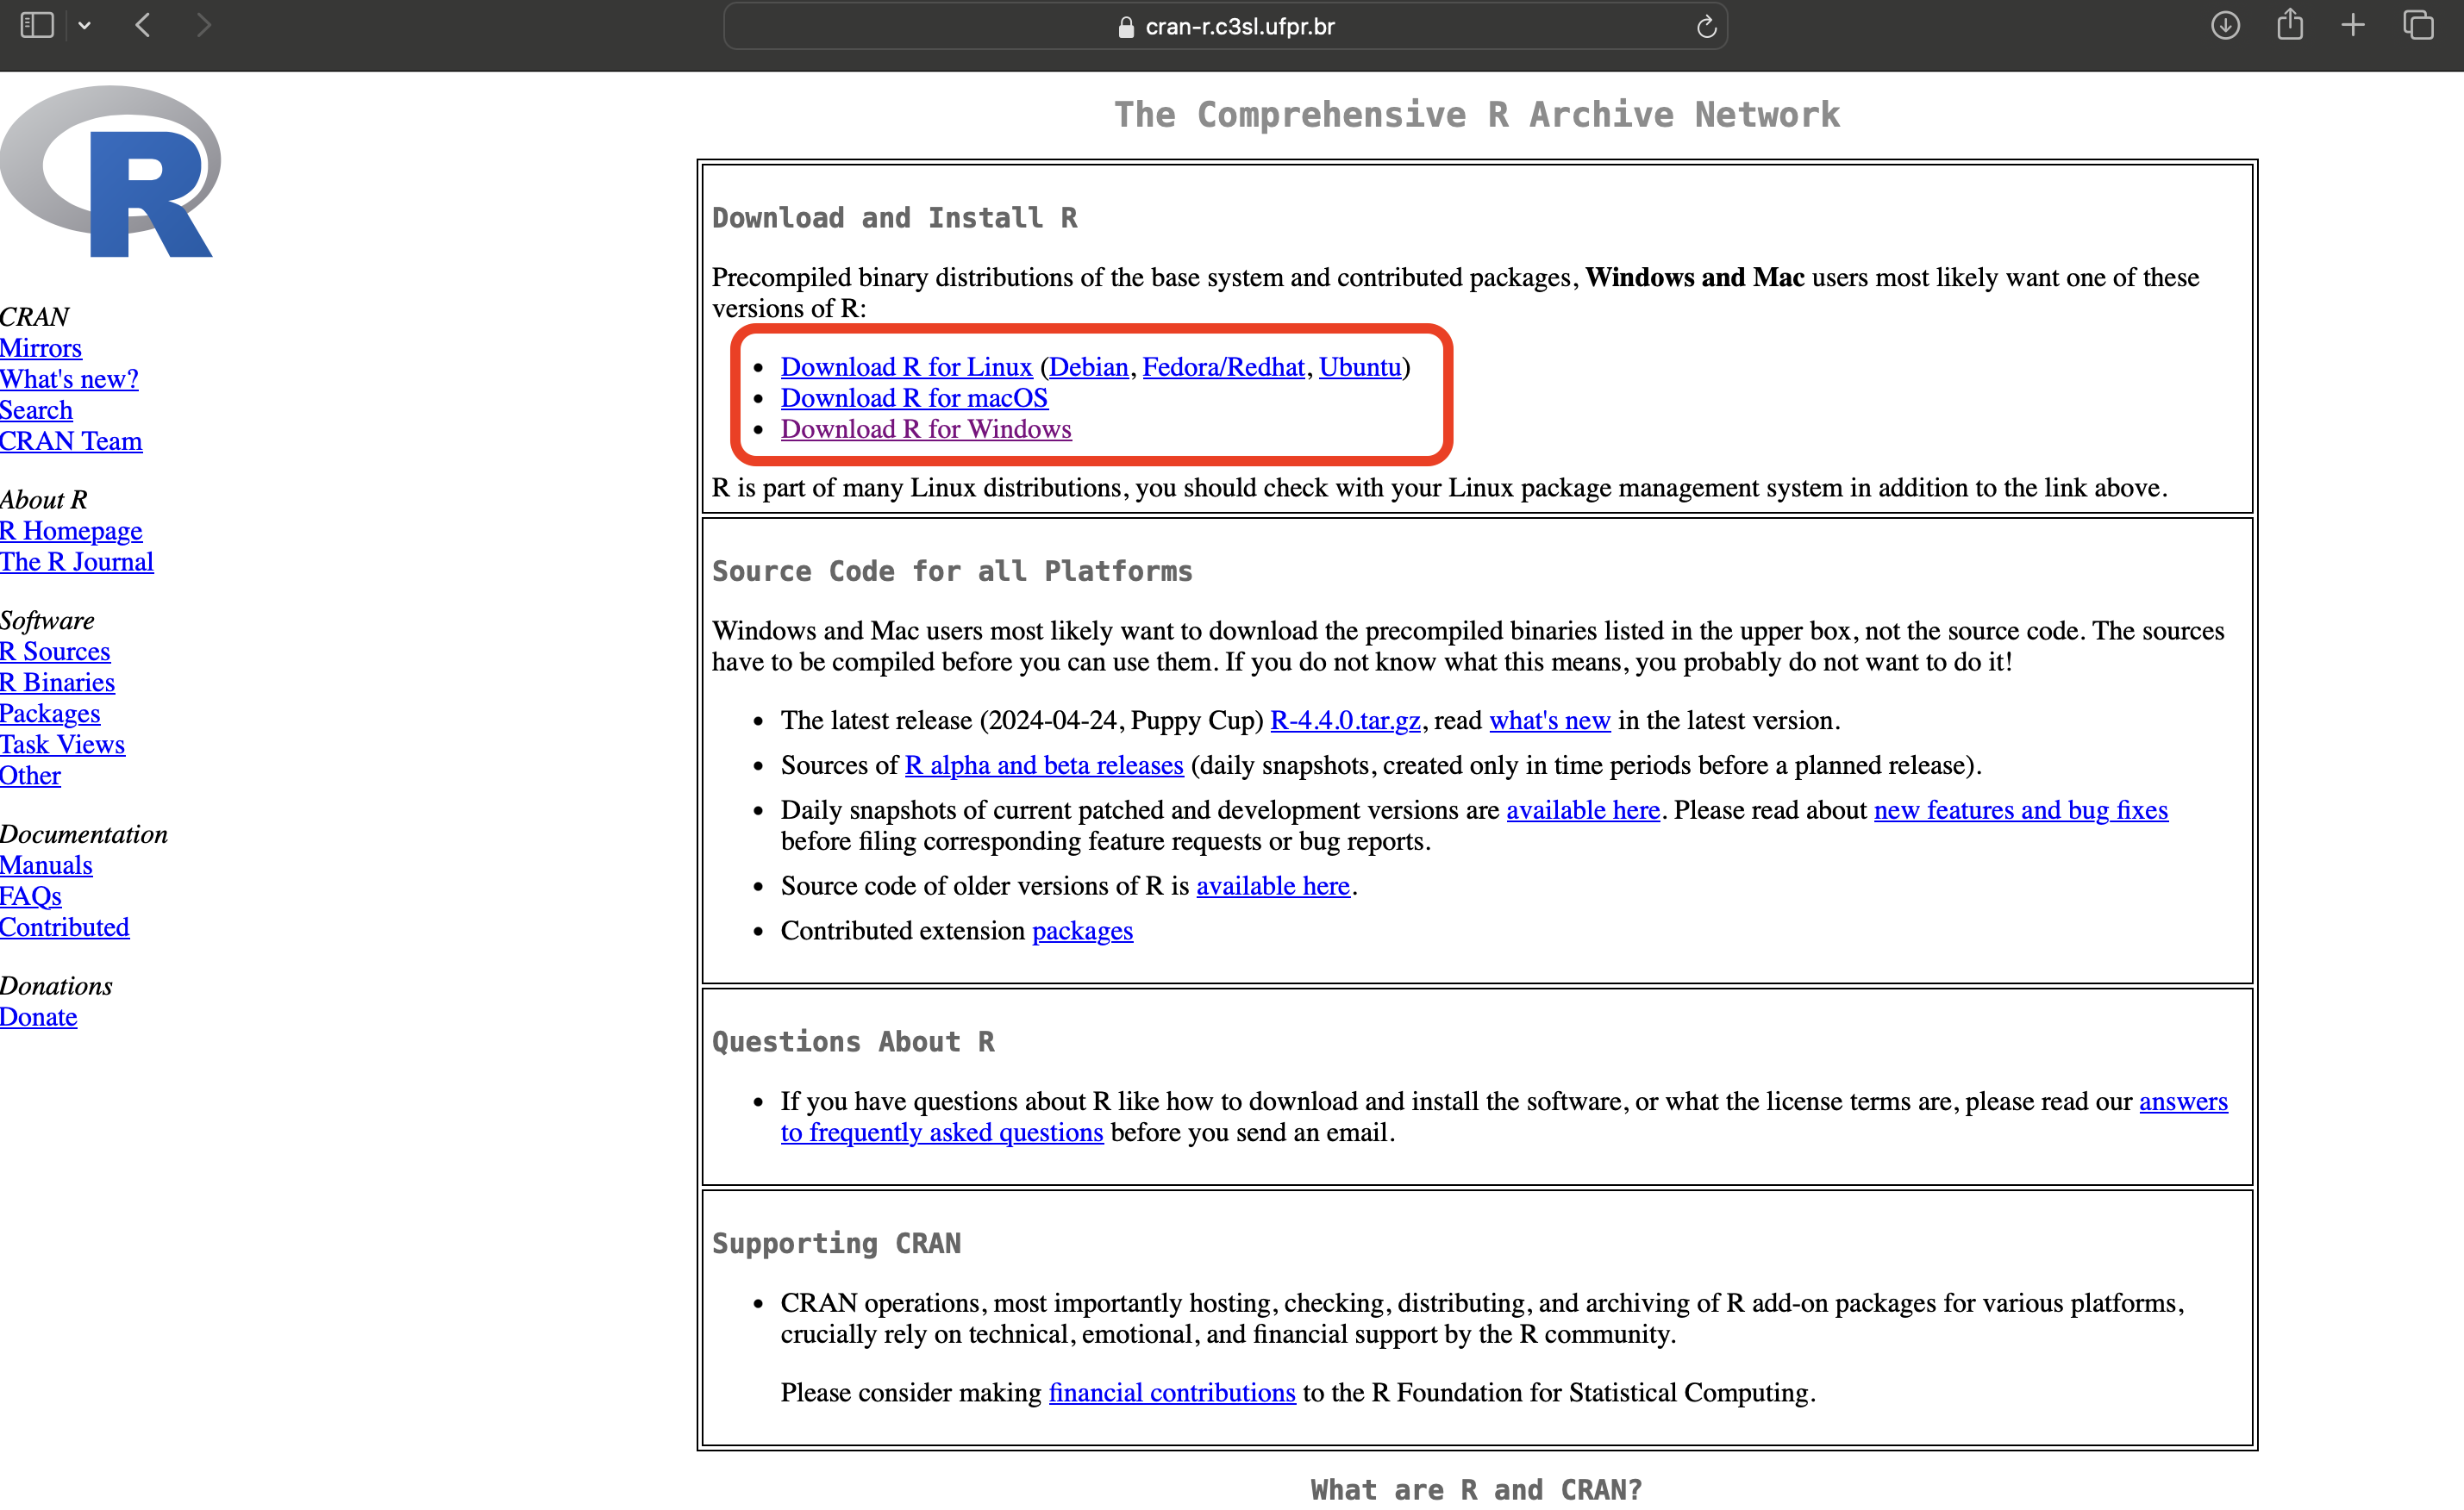 cran-r.c3sl.ufpr.br
R
CRAN
Mirrors
What's new?
Search
CRAN Team
About R
R Homepage
The R Journal
Software
R Sources
R Binaries
Packages
Task Views
Other
Documentation
Manuals
FAQs
Contributed
Donations
Donate
The Comprehensive R Archive Network
Download and Install R
Precompiled binary distributions of the base system and contributed packages, Windows and Mac users most likely want one of these
versions of R:
• Download R for Linux (Debian, Fedora/Redhat, Ubuntu)
• Download R for macOS
• Download R for Windows
R is part of many Linux distributions, you should check with your Linux package management system in addition to the link above.
Source Code for all Platforms
Windows and Mac users most likely want to download the precompiled binaries listed in the upper box, not the source code. The sources
have to be compiled before you can use them. If you do not know what this means, you probably do not want to do it!
• The latest release (2024-04-24, Puppy Cup) R-4.4.0.tar.gz, read what's new in the latest version.
• Sources of R alpha and beta releases (daily snapshots, created only in time periods before a planned release).
• Daily snapshots of current patched and development versions are available here. Please read about new features and bug fixes
before filing corresponding feature requests or bug reports.
• Source code of older versions of R is available here.
• Contributed extension packages
Questions About R
• If you have questions about R like how to download and install the software, or what the license terms are, please read our answers
to frequently asked questions before you send an email.
Supporting CRAN
• CRAN operations, most importantly hosting, checking, distributing, and archiving of R add-on packages for various platforms,
crucially rely on technical, emotional, and financial support by the R community.
Please consider making financial contributions to the R Foundation for Statistical Computing.
What are R and CRAN?